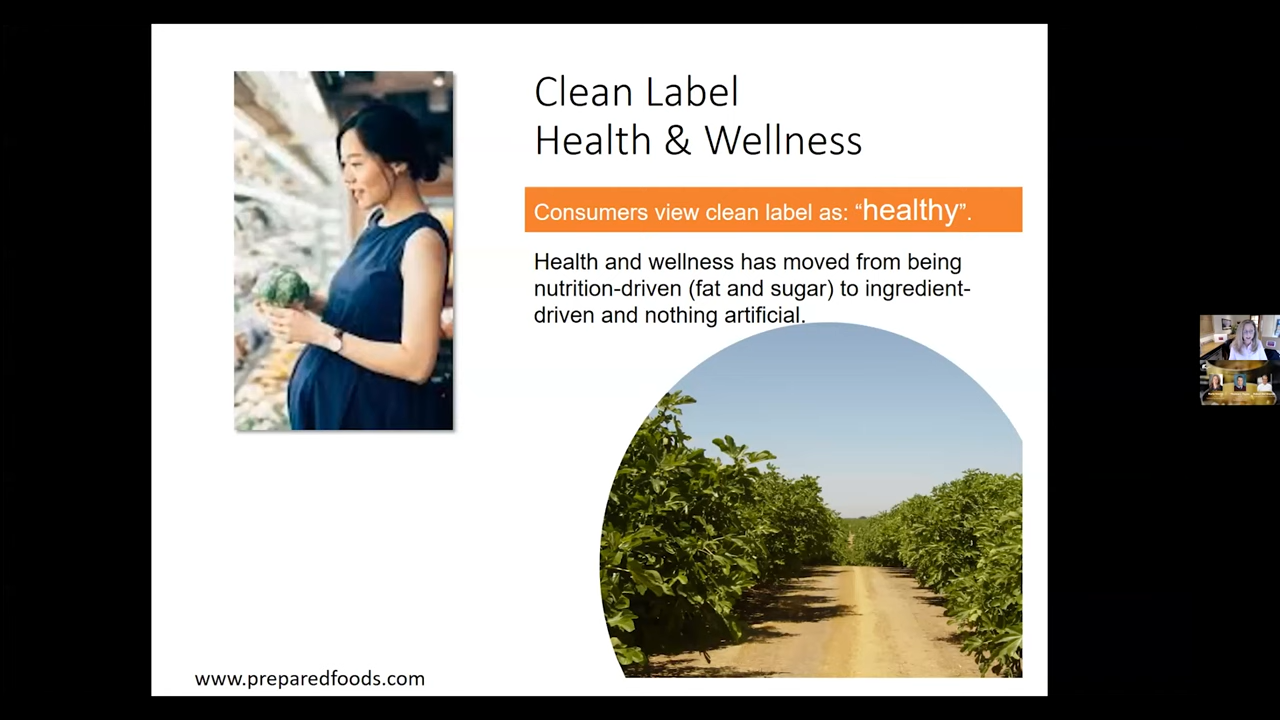 Clean Label
Health & Wellness
Consumers view clean label as: “healthy”.
Health and wellness has moved from being
nutrition-driven (fat and sugar) to ingredient-
driven and nothing artificial.
www.preparedfoods.com